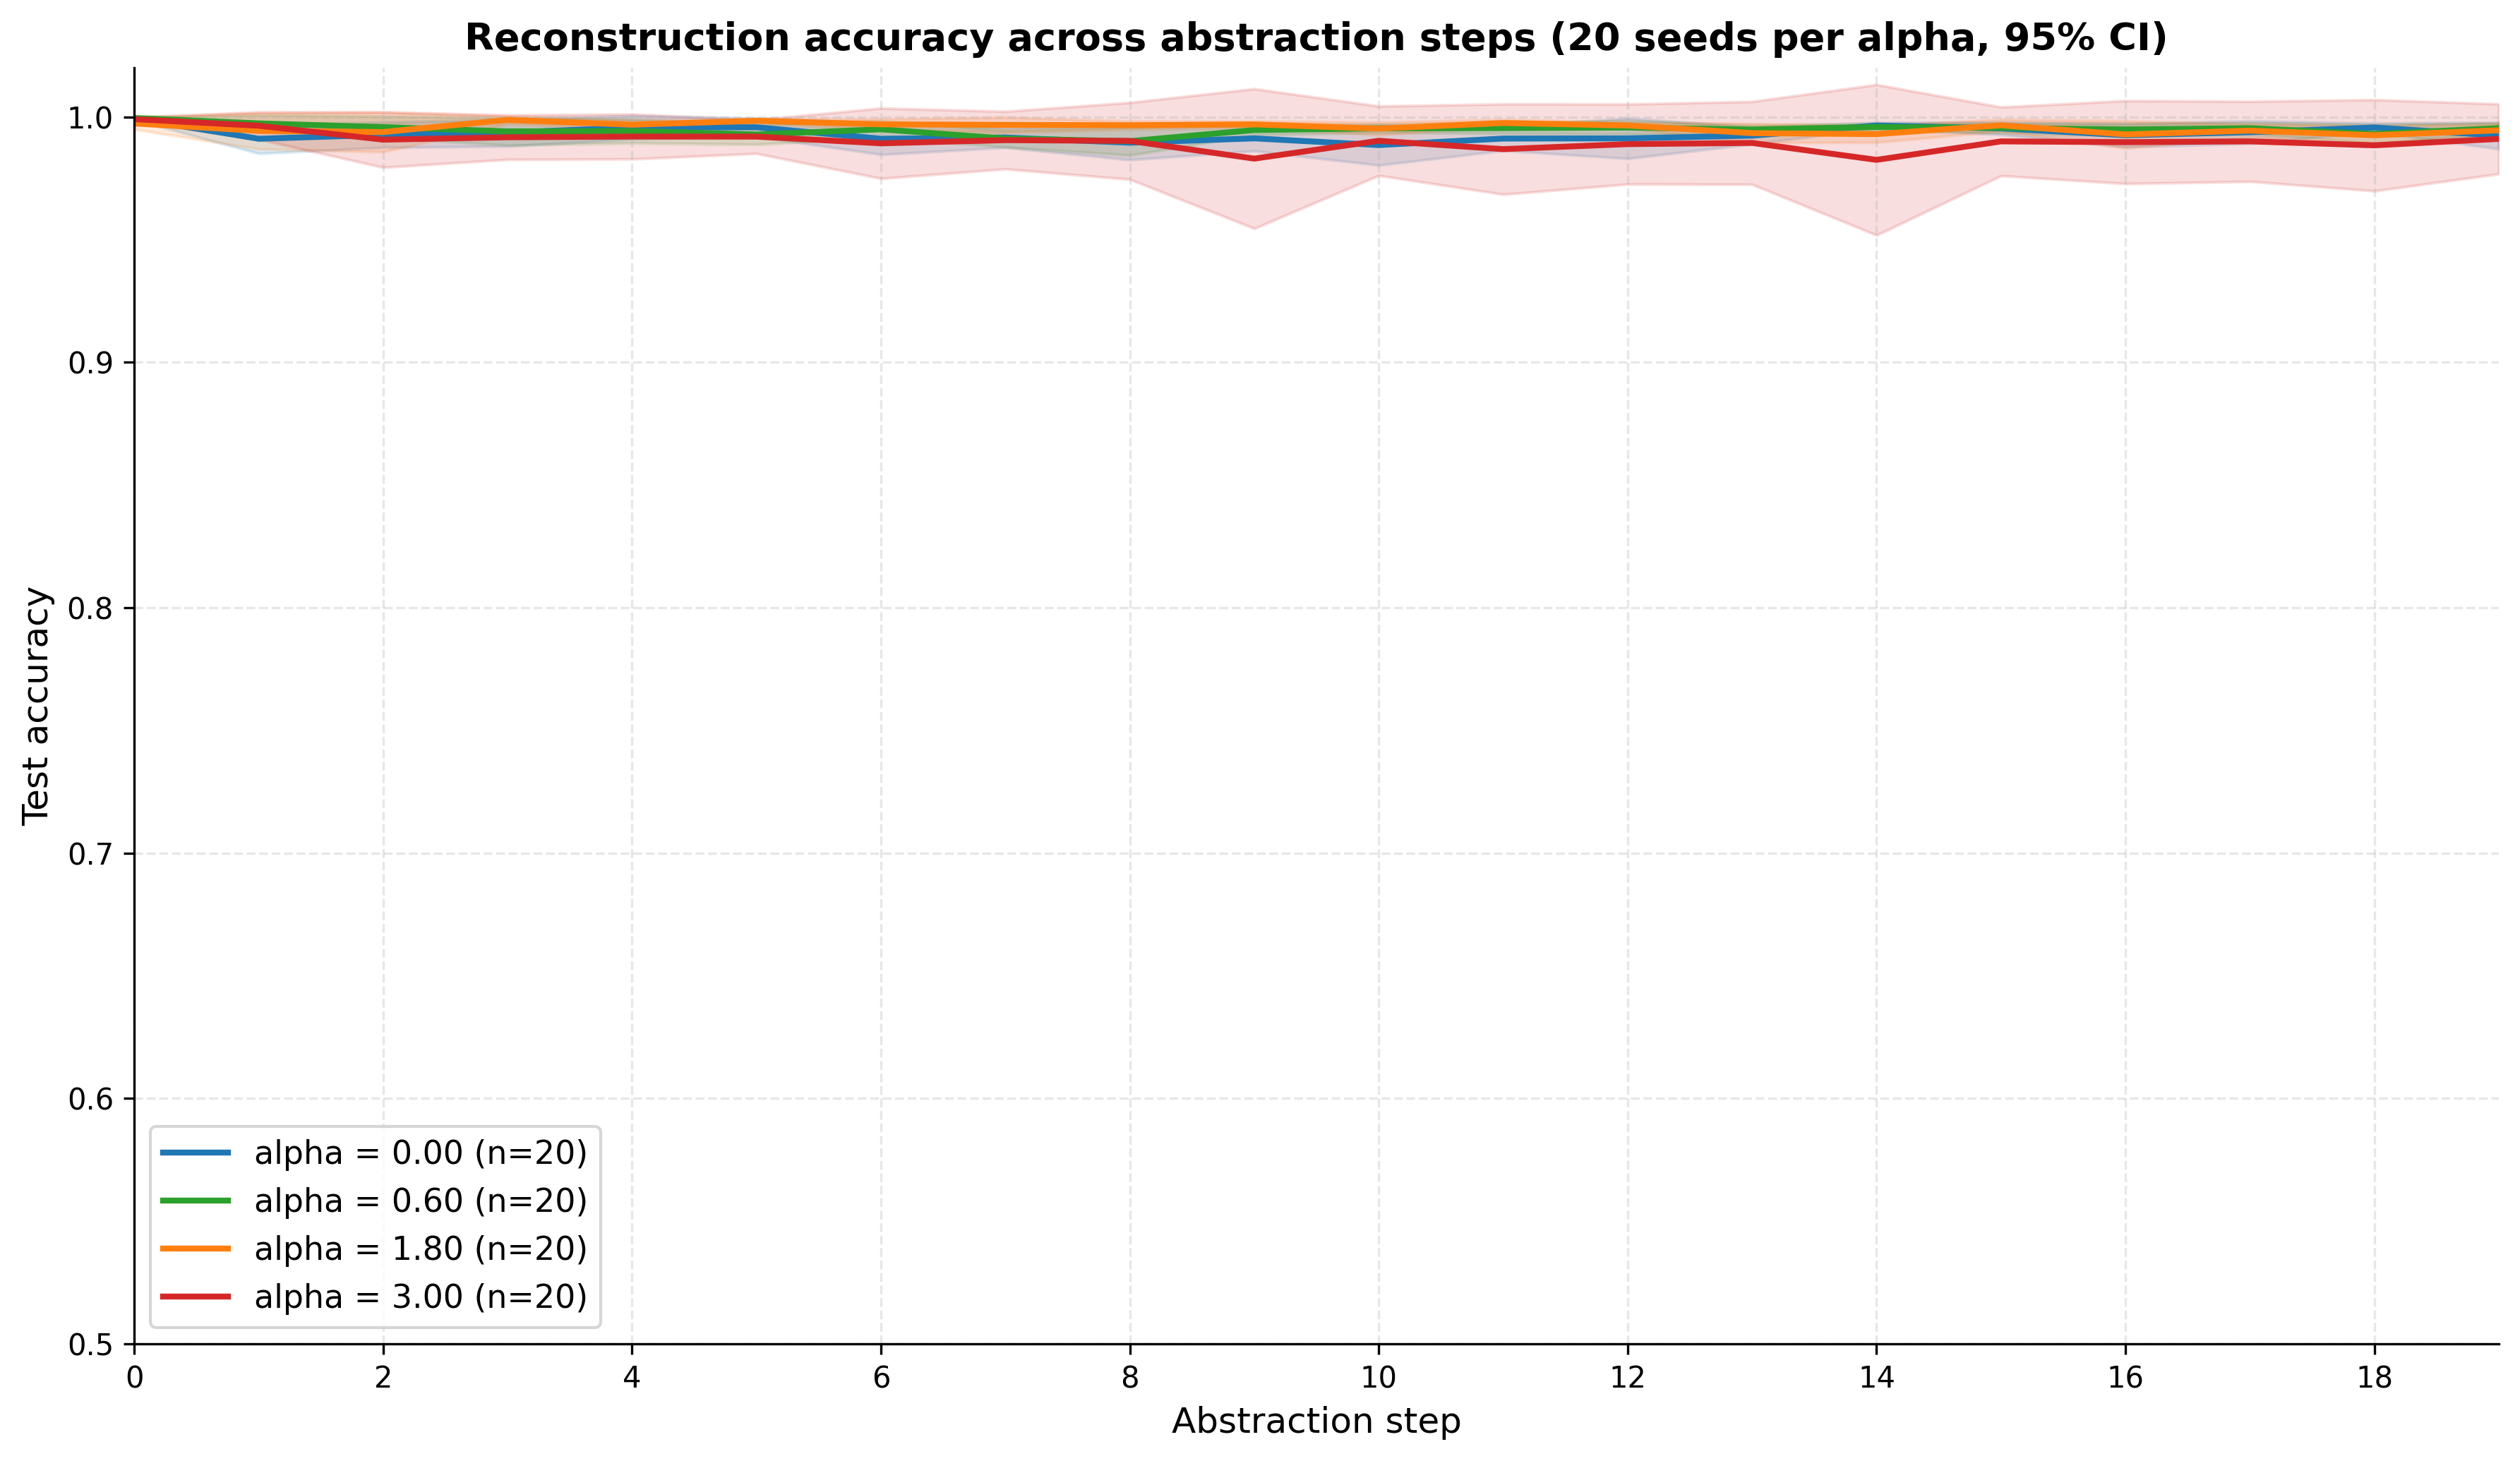 Reconstruction accuracy across abstraction steps (20 seeds per alpha, 95% CI)
1.0
0.9
0.8
0.7
0.6
0.5
Test accuracy
alpha = 0.00 (n=20)
alpha = 0.60 (n=20)
alpha = 1.80 (n=20)
alpha = 3.00 (n=20)
0 2 4 6 8 10 12 14 16 18
Abstraction step